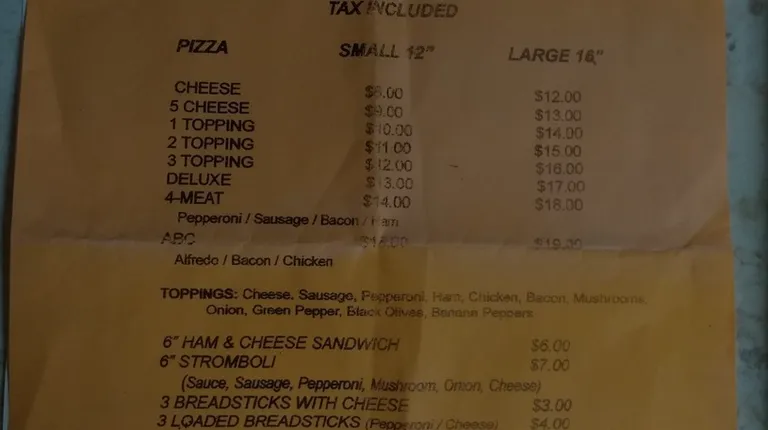 TAX INCLUDED
PIZZA SMALL 12" LARGE 16"
CHEESE $8.00 $12.00
5 CHEESE $9.00 $13.00
1 TOPPING $10.00 $14.00
2 TOPPING $11.00 $15.00
3 TOPPING $12.00 $16.00
DELUXE $13.00 $17.00
4-MEAT $14.00 $18.00
Pepperoni / Sausage / Bacon / Ham
ABC $19.00
Alfredo / Bacon / Chicken
TOPPINGS: Cheese, Sausage, Pepperoni, Ham, Chicken, Bacon, Mushrooms,
Onion, Green Pepper, Black Olives, Banana Peppers
6" HAM & CHEESE SANDWICH $6.00
6" STROMBOLI $7.00
(Sauce, Sausage, Pepperoni, Mushroom, Onion, Cheese)
3 BREADSTICKS WITH CHEESE $3.00
3 LOADED BREADSTICKS (Pepperoni / Cheese) $4.00